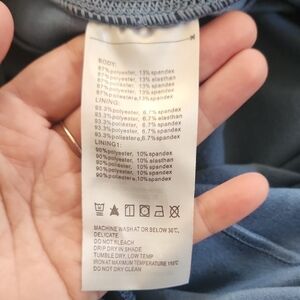 BODY:
87%polyester, 13% spandex
87%polyester, 13% elasthan
87%polyester, 13% spandex
87%polyester, 13% spandex
87%poliéster,13% spandex
LINING:
93.3%polyester, 6.7% spandex
93.3%polyester, 6.7% elasthan
93.3%polyester, 6.7% spandex
93.3%polyester, 6.7% spandex
93.3%poliéster,6.7% spandex
LINING1:
90%polyester, 10% spandex
90%polyester, 10% elasthan
90%polyester, 10% spandex
90%polyester, 10% spandex
90%poliéster,10% spandex
MACHINE WASH AT OR BELOW 30℃,
DELICATE.
DO NOT BLEACH
DRIP DRY IN SHADE
TUMBLE DRY, LOW TEMP
IRON AT MAXIMUM TEMPERATURE 110℃
DO NOT DRY CLEAN